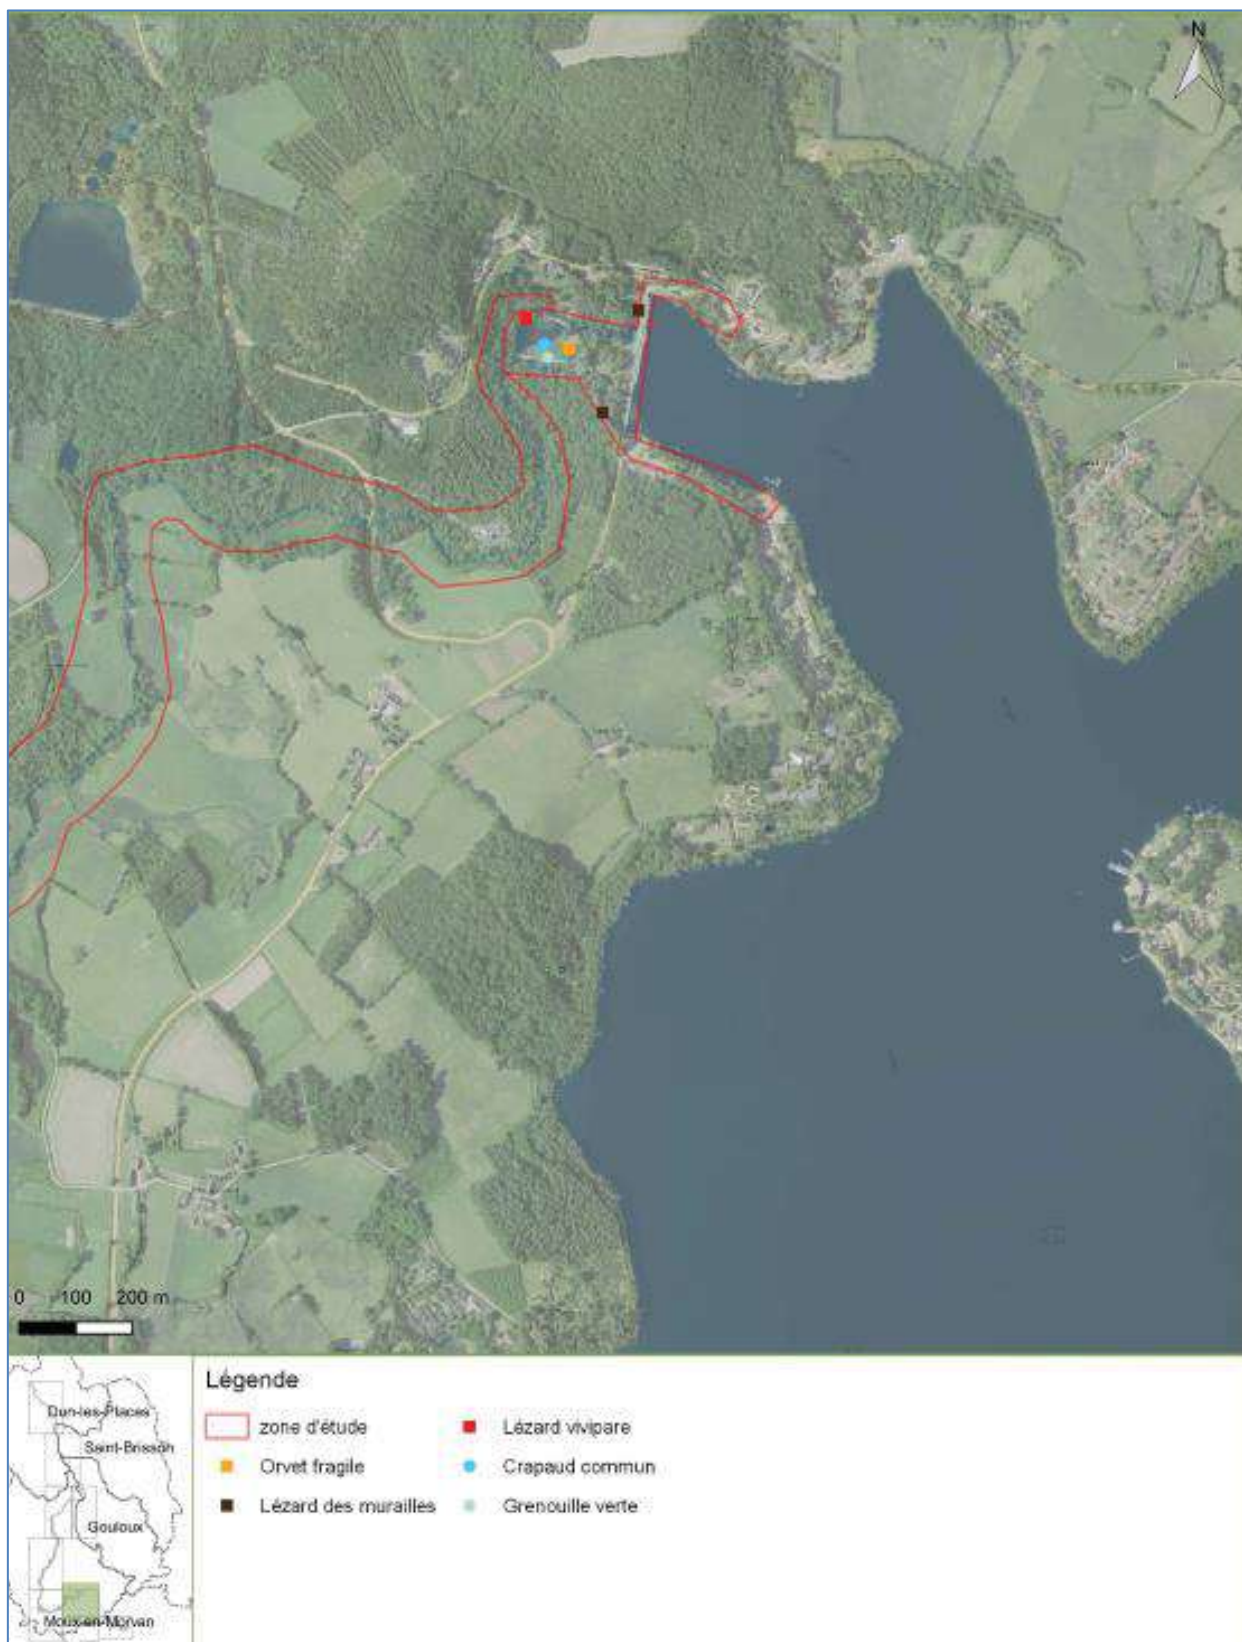 N
0 100 200 m
Dun-les-Places
Saint-Brisson
Gouloux
Moux-en-Morvan
Légende
zone d'étude
Orvet fragile
Lézard des murailles
Lézard vivipare
Crapaud commun
Grenouille verte